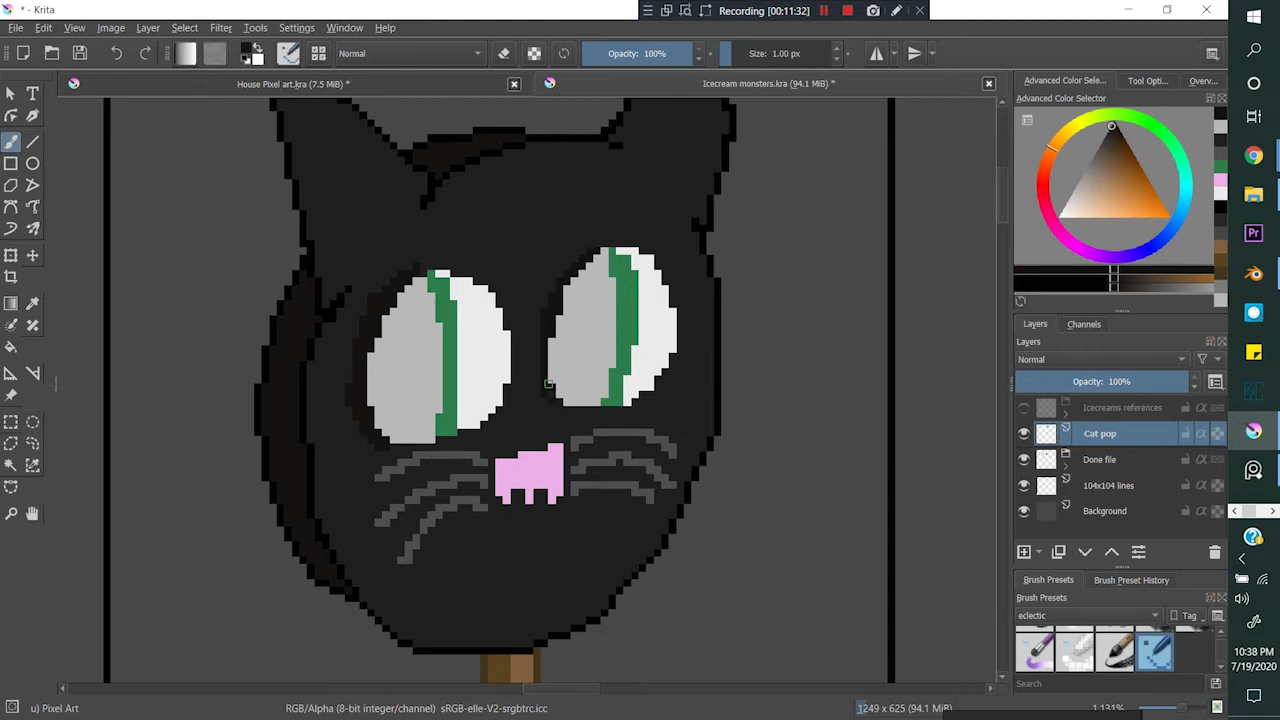 * - Krita
Recording [00:11:32]
File Edit View Image Layer Select Filter Tools Settings Window Help
Normal
Opacity: 100%
Size: 1.00 px
House Pixel art.kra (7.5 MiB) *
Icecream monsters.kra (94.1 MiB) *
Advanced Color Sele... Tool Opti... Overv...
Advanced Color Selector
Layers Channels
Layers
Normal
Opacity: 100%
Icecreams references
Cat pop
Done file
104x104 lines
Background
Brush Presets Brush Preset History
Brush Presets
eclectic
Tag
Search
u) Pixel Art
RGB/Alpha (8-bit integer/channel) sRGB-elle-V2-srgbtrc.icc
1249 x 625 (94.1 MiB)
1,131%
Pr
10:38 PM
7/19/2020